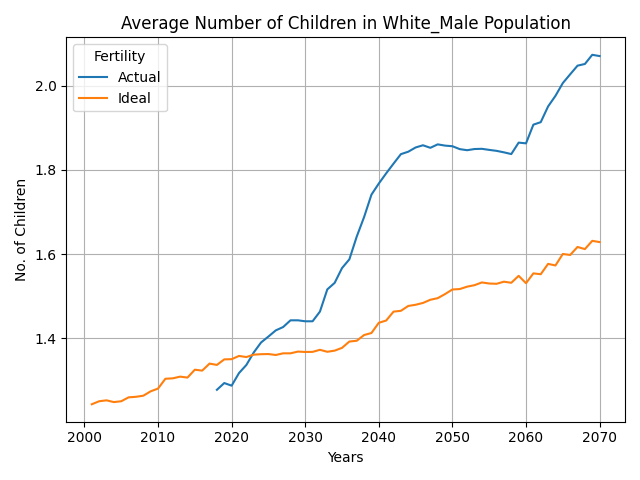 Average Number of Children in White_Male Population
Fertility
Actual
Ideal
No. of Children
2.0
1.8
1.6
1.4
2000 2010 2020 2030 2040 2050 2060 2070
Years